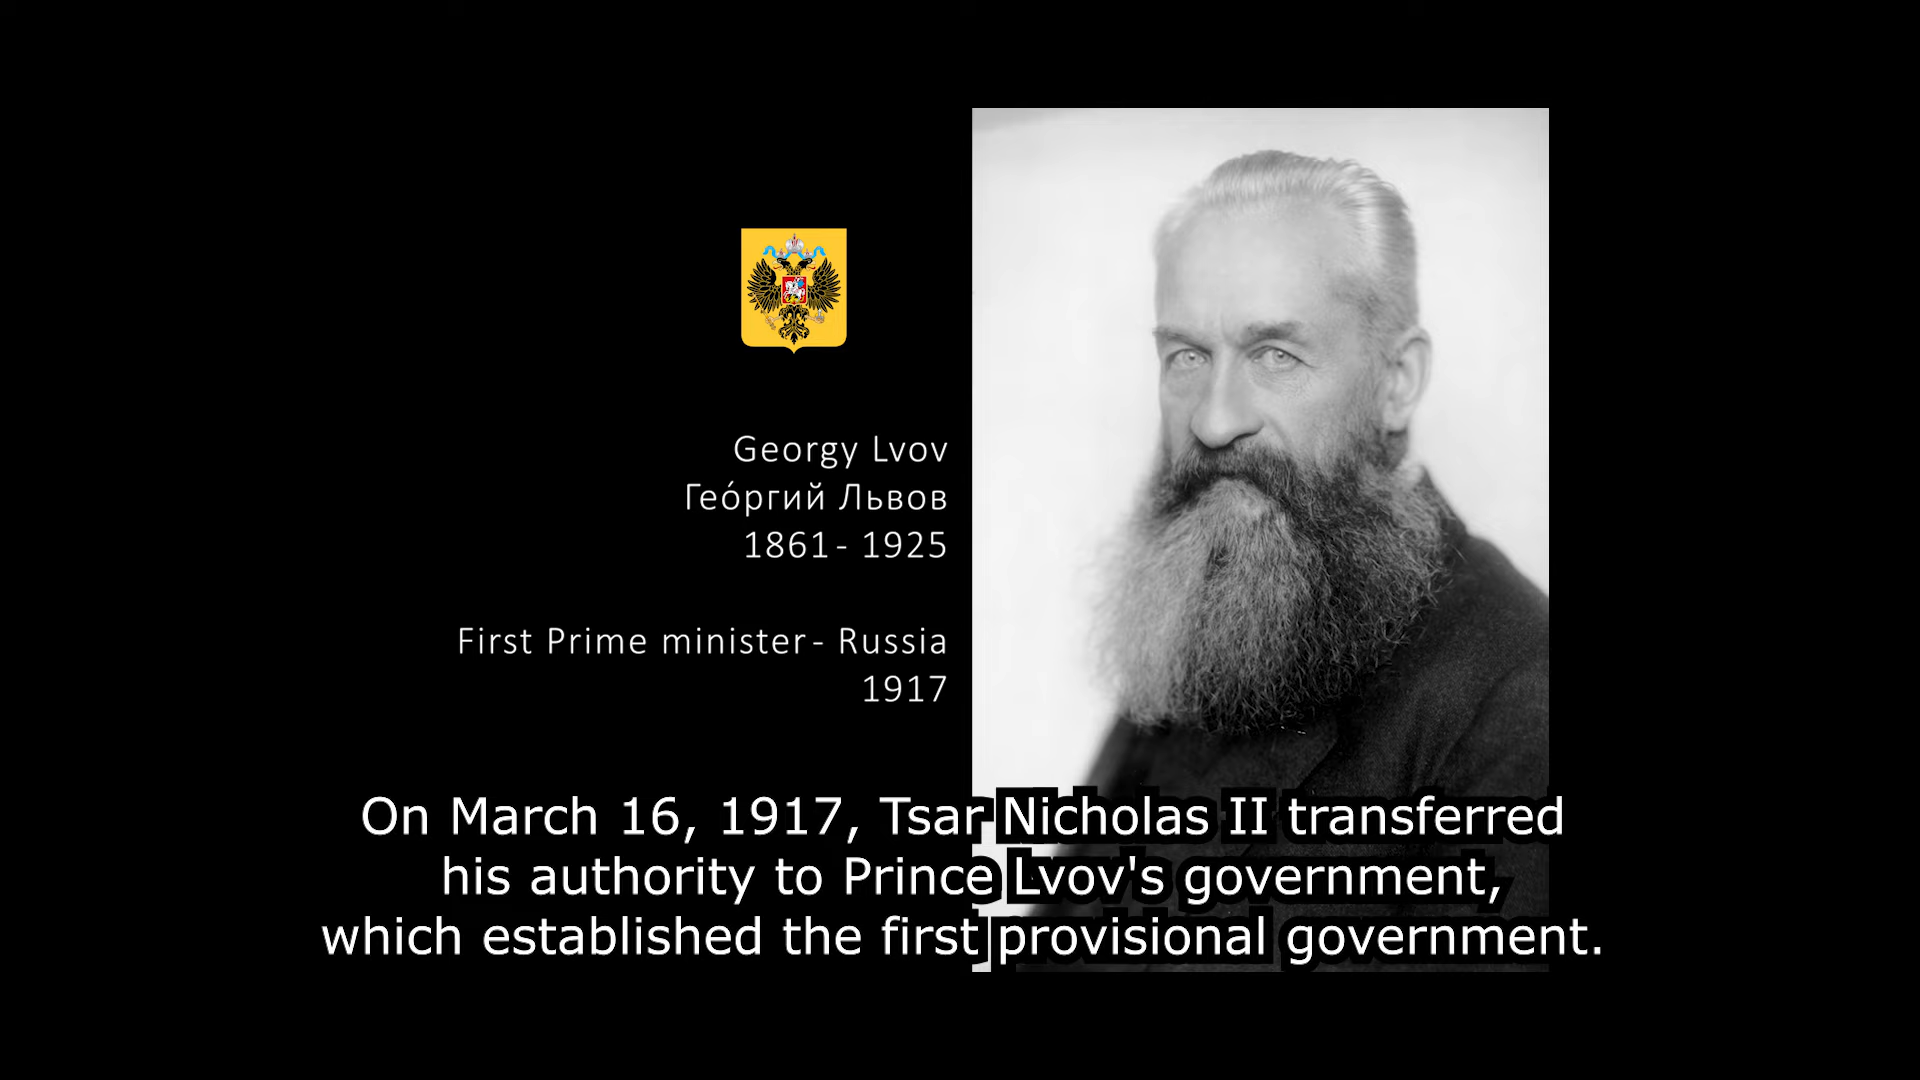 Georgy Lvov
Гео́ргий Львов
1861 - 1925
First Prime minister - Russia
1917
On March 16, 1917, Tsar Nicholas II transferred
his authority to Prince Lvov's government,
which established the first provisional government.